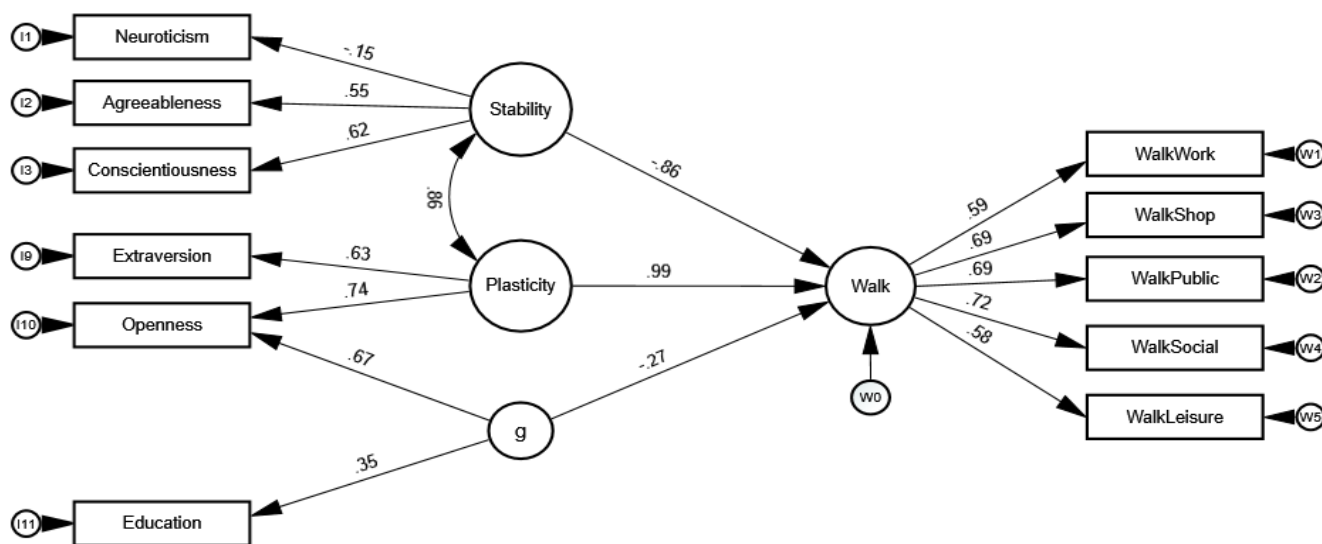 I1
Neuroticism
-.15
I2
Agreeableness
.55
Stability
I3
Conscientiousness
.62
-.86
WalkWork
W1
.59
.86
WalkShop
W3
.69
I9
Extraversion
.63
Plasticity
.99
Walk
.69
WalkPublic
W2
I10
Openness
.74
.72
WalkSocial
W4
.67
-.27
.58
W0
WalkLeisure
W5
g
.35
I11
Education